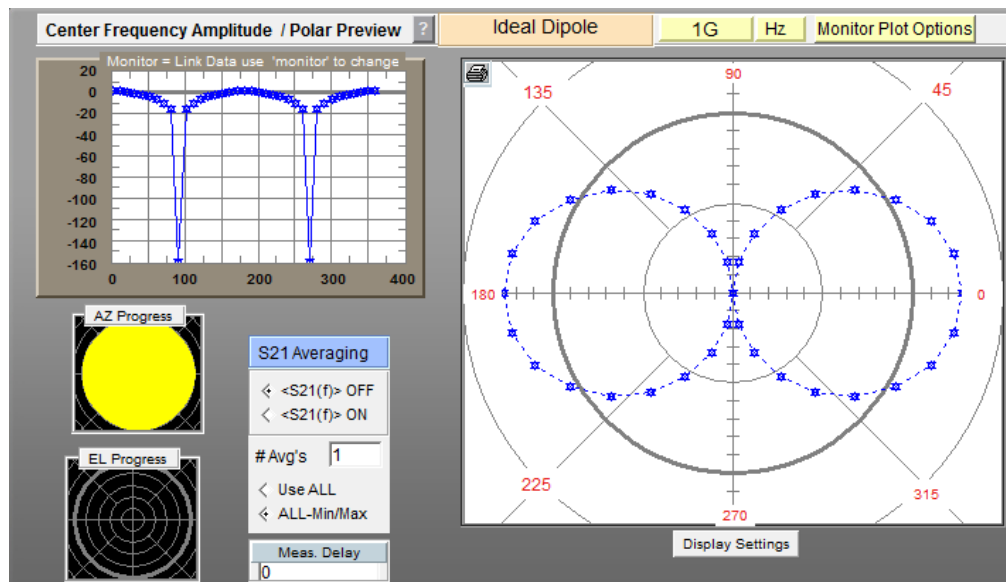 Center Frequency Amplitude / Polar Preview ? Ideal Dipole 1G Hz Monitor Plot Options
Monitor = Link Data use 'monitor' to change
20
0
-20
-40
-60
-80
-100
-120
-140
-160
0 100 200 300 400
90
135 45
180 0
225 315
270
AZ Progress
EL Progress
S21 Averaging
<S21(f)> OFF
<S21(f)> ON
# Avg's 1
Use ALL
ALL-Min/Max
Meas. Delay
0
Display Settings